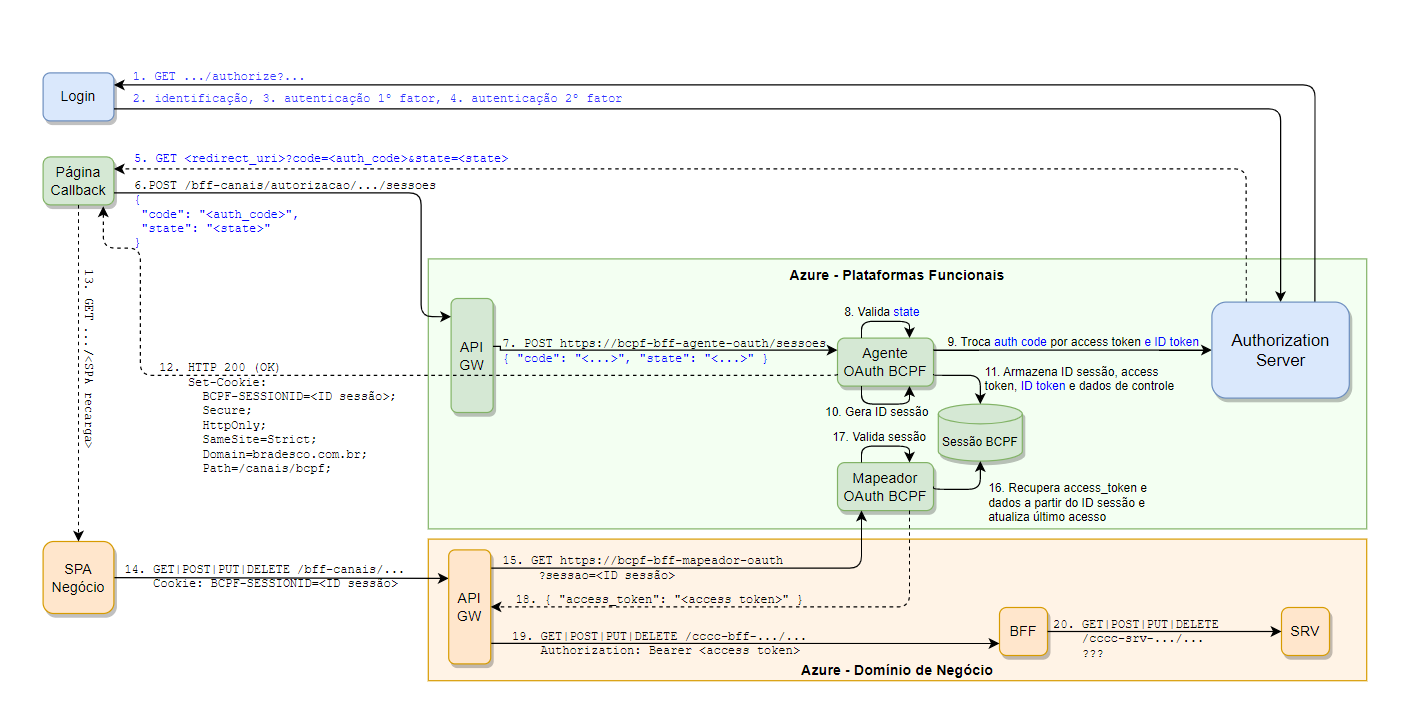 1. GET .../authorize?...
Login
2. identificação, 3. autenticação 1º fator, 4. autenticação 2º fator
5. GET <redirect_uri>?code=<auth_code>&state=<state>
Página
Callback
6.POST /bff-canais/autorizacao/.../sessoes
{
"code": "<auth_code>",
"state": "<state>"
}
13. GET .../<SPA recarga>
Azure - Plataformas Funcionais
8. Valida state
API
GW
7. POST https://bcpf-bff-agente-oauth/sessoes
{ "code": "<...>", "state": "<...>" }
Agente
OAuth BCPF
9. Troca auth code por access token e ID token
Authorization
Server
12. HTTP 200 (OK)
Set-Cookie:
BCPF-SESSIONID=<ID sessão>;
Secure;
HttpOnly;
SameSite=Strict;
Domain=bradesco.com.br;
Path=/canais/bcpf;
11. Armazena ID sessão, access
token, ID token e dados de controle
10. Gera ID sessão
Sessão BCPF
17. Valida sessão
Mapeador
OAuth BCPF
16. Recupera access_token e
dados a partir do ID sessão e
atualiza último acesso
SPA
Negócio
14. GET|POST|PUT|DELETE /bff-canais/...
Cookie: BCPF-SESSIONID=<ID sessão>
API
GW
15. GET https://bcpf-bff-mapeador-oauth
?sessao=<ID sessão>
18. { "access_token": "<access token>" }
19. GET|POST|PUT|DELETE /cccc-bff-.../...
Authorization: Bearer <access token>
BFF
20. GET|POST|PUT|DELETE
/cccc-srv-.../...
???
SRV
Azure - Domínio de Negócio